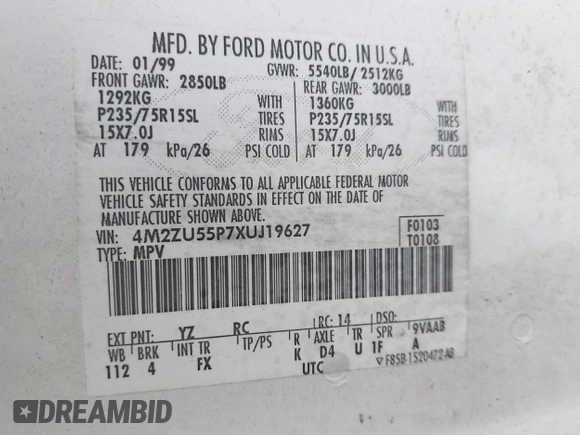 MFD. BY FORD MOTOR CO. IN U.S.A.
DATE: 01/99 GVWR: 5540LB/ 2512KG
FRONT GAWR: 2850LB REAR GAWR: 3000LB
1292KG WITH 1360KG WITH
P235/75R15SL TIRES P235/75R15SL TIRES
15X7.0J RIMS 15X7.0J RIMS
AT 179 kPa/26 PSI COLD AT 179 kPa/26 PSI COLD
THIS VEHICLE CONFORMS TO ALL APPLICABLE FEDERAL MOTOR
VEHICLE SAFETY STANDARDS IN EFFECT ON THE DATE OF
MANUFACTURE SHOWN ABOVE.
VIN: 4M2ZU55P7XUJ19627 F0103
TYPE: MPV T0108
EXT PNT: YZ RC RC: 14 DSO:
WB BRK INT TR TP/PS R AXLE TR SPR 9VAAB
112 4 FX K D4 U 1F A
UTC F85B-1520472-AB
DREAMBID